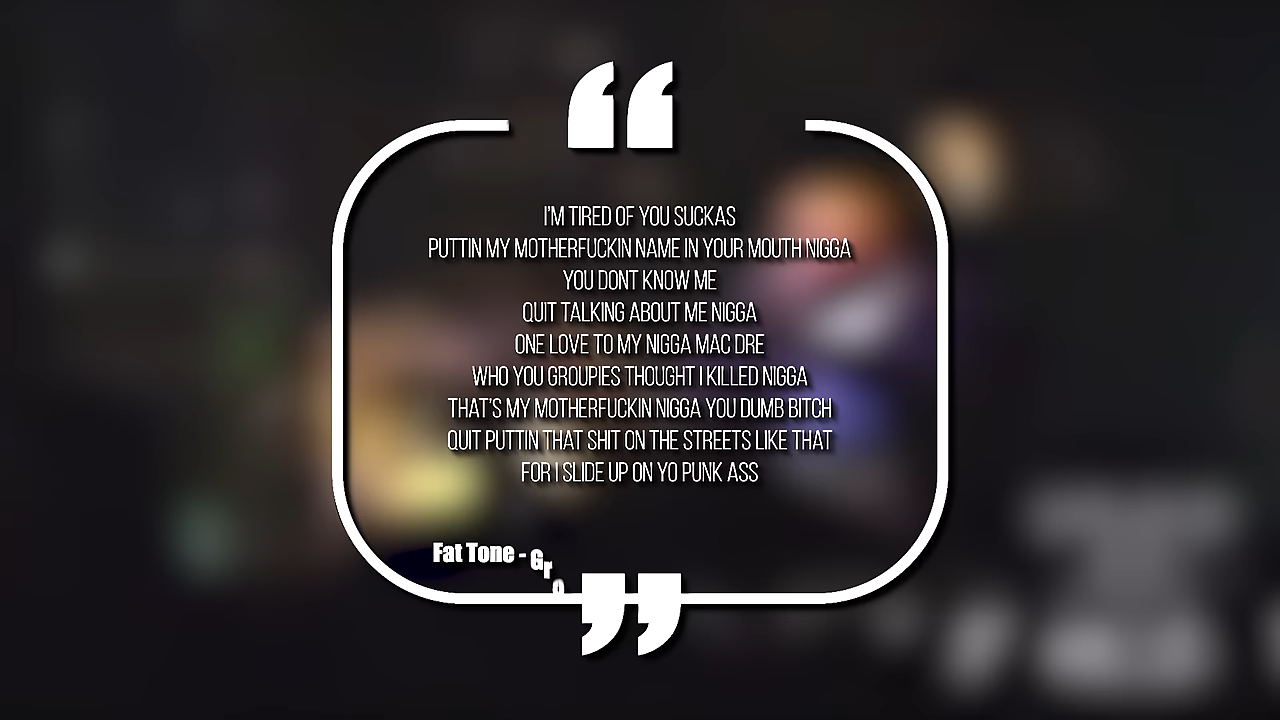 I'M TIRED OF YOU SUCKAS
PUTTIN MY MOTHERFUCKIN NAME IN YOUR MOUTH NIGGA
YOU DONT KNOW ME
QUIT TALKING ABOUT ME NIGGA
ONE LOVE TO MY NIGGA MAC DRE
WHO YOU GROUPIES THOUGHT I KILLED NIGGA
THAT'S MY MOTHERFUCKIN NIGGA YOU DUMB BITCH
QUIT PUTTIN THAT SHIT ON THE STREETS LIKE THAT
FOR I SLIDE UP ON YO PUNK ASS
Fat Tone - Gro